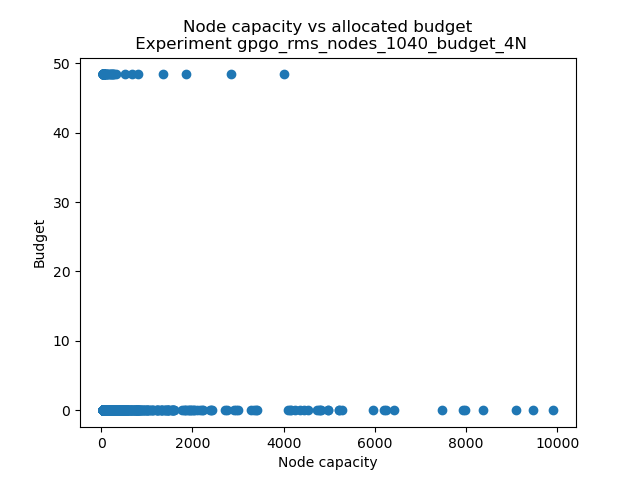 Node capacity vs allocated budget
Experiment gpgo_rms_nodes_1040_budget_4N
50
40
30
20
10
0
Budget
0 2000 4000 6000 8000 10000
Node capacity